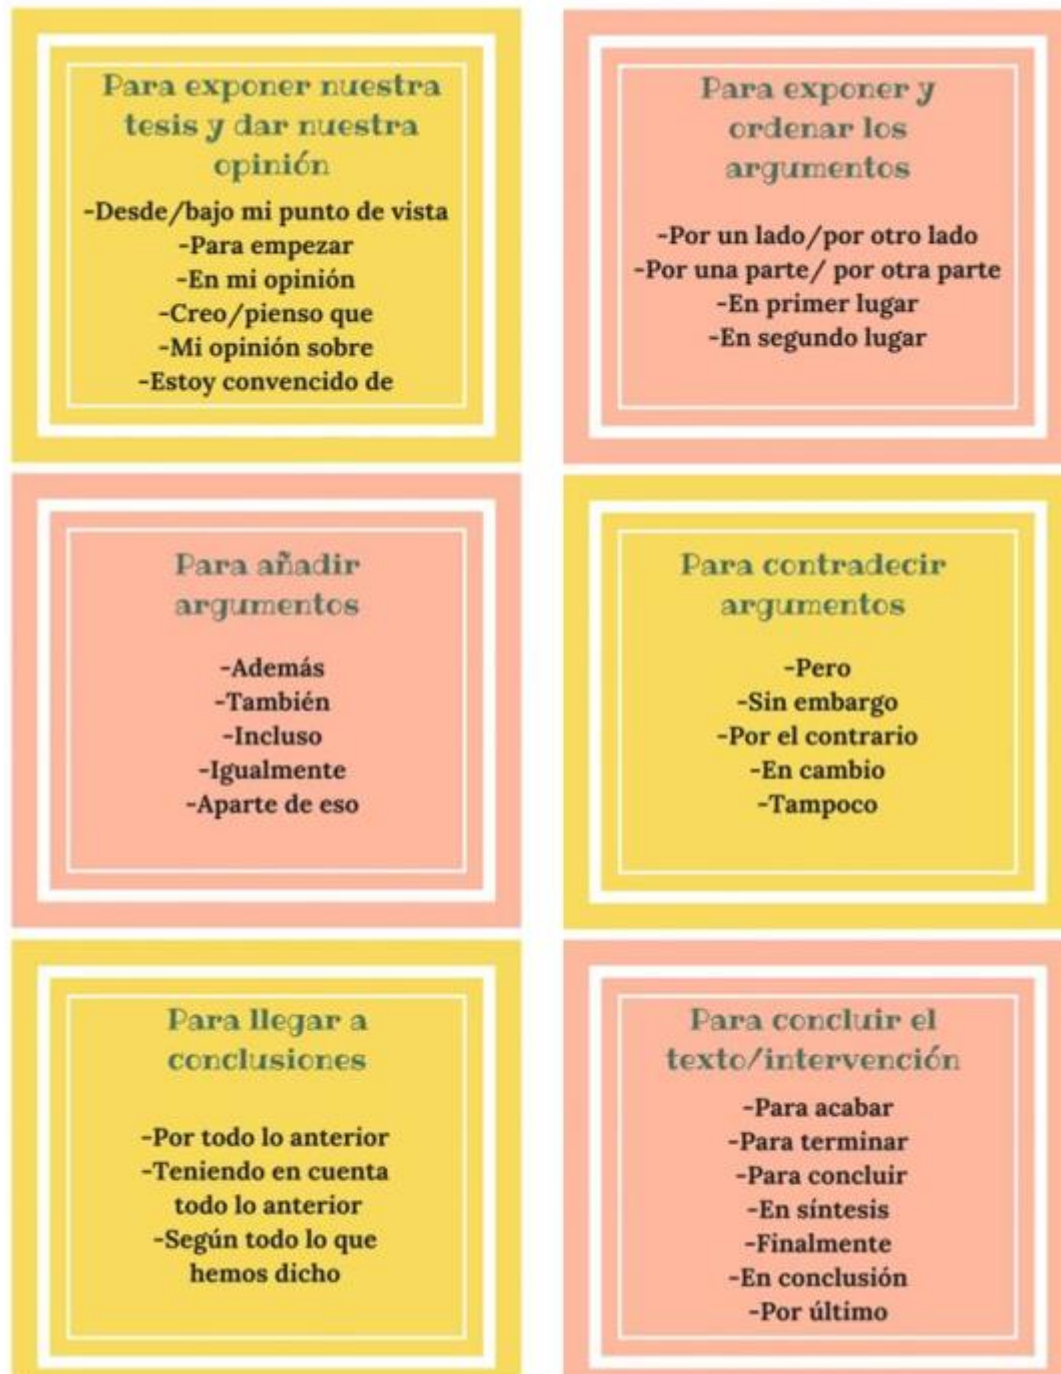 Para exponer nuestra
tesis y dar nuestra
opinión
-Desde/bajo mi punto de vista
-Para empezar
-En mi opinión
-Creo/pienso que
-Mi opinión sobre
-Estoy convencido de
Para exponer y
ordenar los
argumentos
-Por un lado/por otro lado
-Por una parte/ por otra parte
-En primer lugar
-En segundo lugar
Para añadir
argumentos
-Además
-También
-Incluso
-Igualmente
-Aparte de eso
Para contradecir
argumentos
-Pero
-Sin embargo
-Por el contrario
-En cambio
-Tampoco
Para llegar a
conclusiones
-Por todo lo anterior
-Teniendo en cuenta
todo lo anterior
-Según todo lo que
hemos dicho
Para concluir el
texto/intervención
-Para acabar
-Para terminar
-Para concluir
-En síntesis
-Finalmente
-En conclusión
-Por último